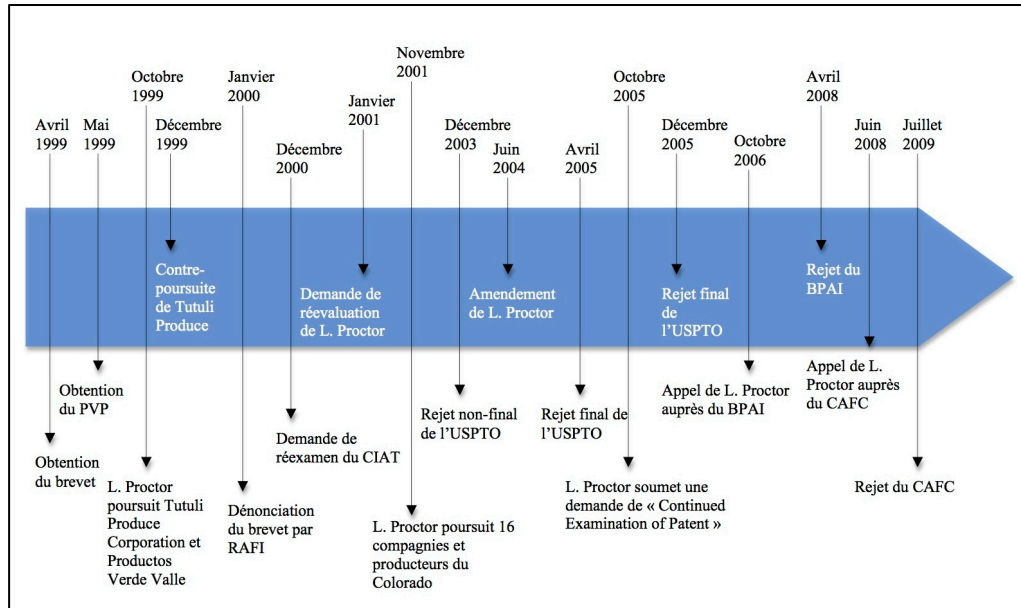 Avril
1999
Obtention
du brevet
Mai
1999
Obtention
du PVP
Octobre
1999
L. Proctor
poursuit Tutuli
Produce
Corporation et
Productos
Verde Valle
Décembre
1999
Contre-
poursuite
de Tutuli
Produce
Janvier
2000
Dénonciation
du brevet par
RAFI
Décembre
2000
Demande de
réexamen du CIAT
Janvier
2001
Demande de
réevaluation
de L. Proctor
Novembre
2001
L. Proctor poursuit 16
compagnies et
producteurs du
Colorado
Décembre
2003
Rejet non-final
de l’USPTO
Juin
2004
Amendement
de L. Proctor
Avril
2005
Rejet final de
l’USPTO
Octobre
2005
L. Proctor soumet une
demande de « Continued
Examination of Patent »
Décembre
2005
Rejet final
de
l’USPTO
Octobre
2006
Appel de L. Proctor
auprès du BPAI
Avril
2008
Rejet du
BPAI
Juin
2008
Appel de L.
Proctor auprès
du CAFC
Juillet
2009
Rejet du CAFC